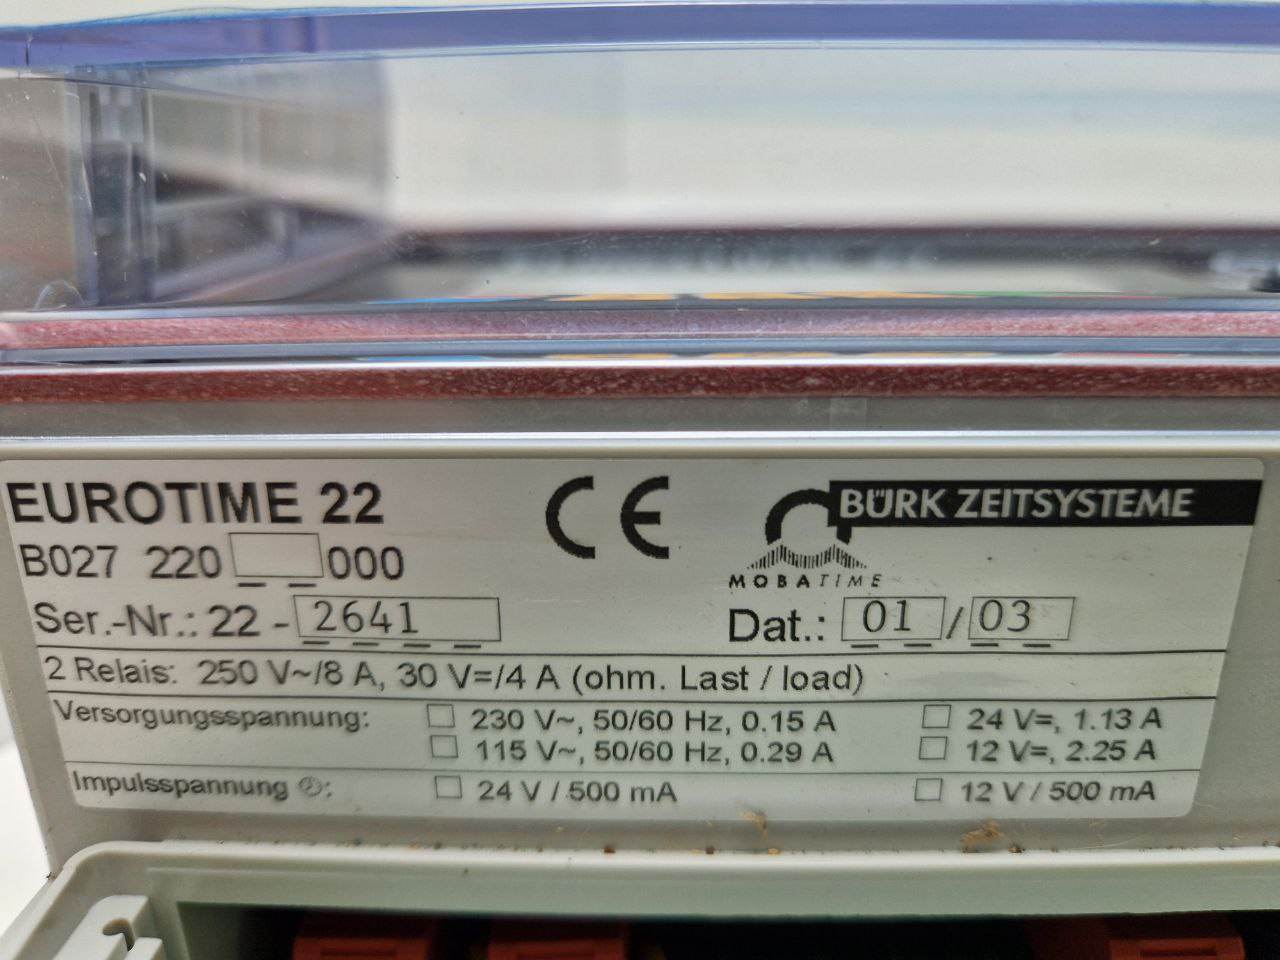 EUROTIME 22
CE
BÜRK ZEITSYSTEME
MOBATIME
B027 220 000
Ser.-Nr.: 22 - 2641
Dat.: 01 / 03
2 Relais: 250 V~/8 A, 30 V=/4 A (ohm. Last / load)
Versorgungsspannung: 230 V~, 50/60 Hz, 0.15 A 24 V=, 1.13 A
115 V~, 50/60 Hz, 0.29 A 12 V=, 2.25 A
Impulsspannung : 24 V / 500 mA 12 V / 500 mA